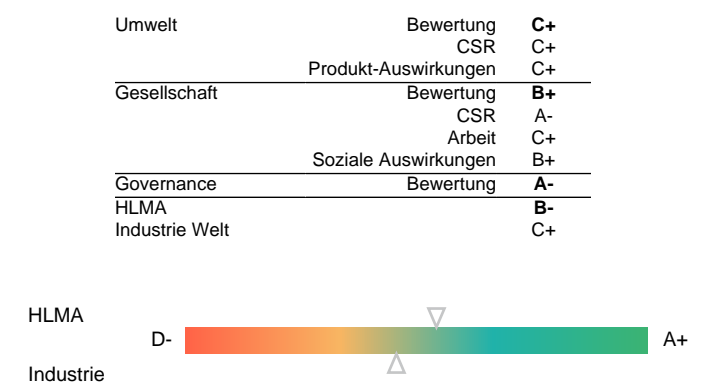 Umwelt Bewertung C+
CSR C+
Produkt-Auswirkungen C+
Gesellschaft Bewertung B+
CSR A-
Arbeit C+
Soziale Auswirkungen B+
Governance Bewertung A-
HLMA B-
Industrie Welt C+
HLMA
D- A+
Industrie